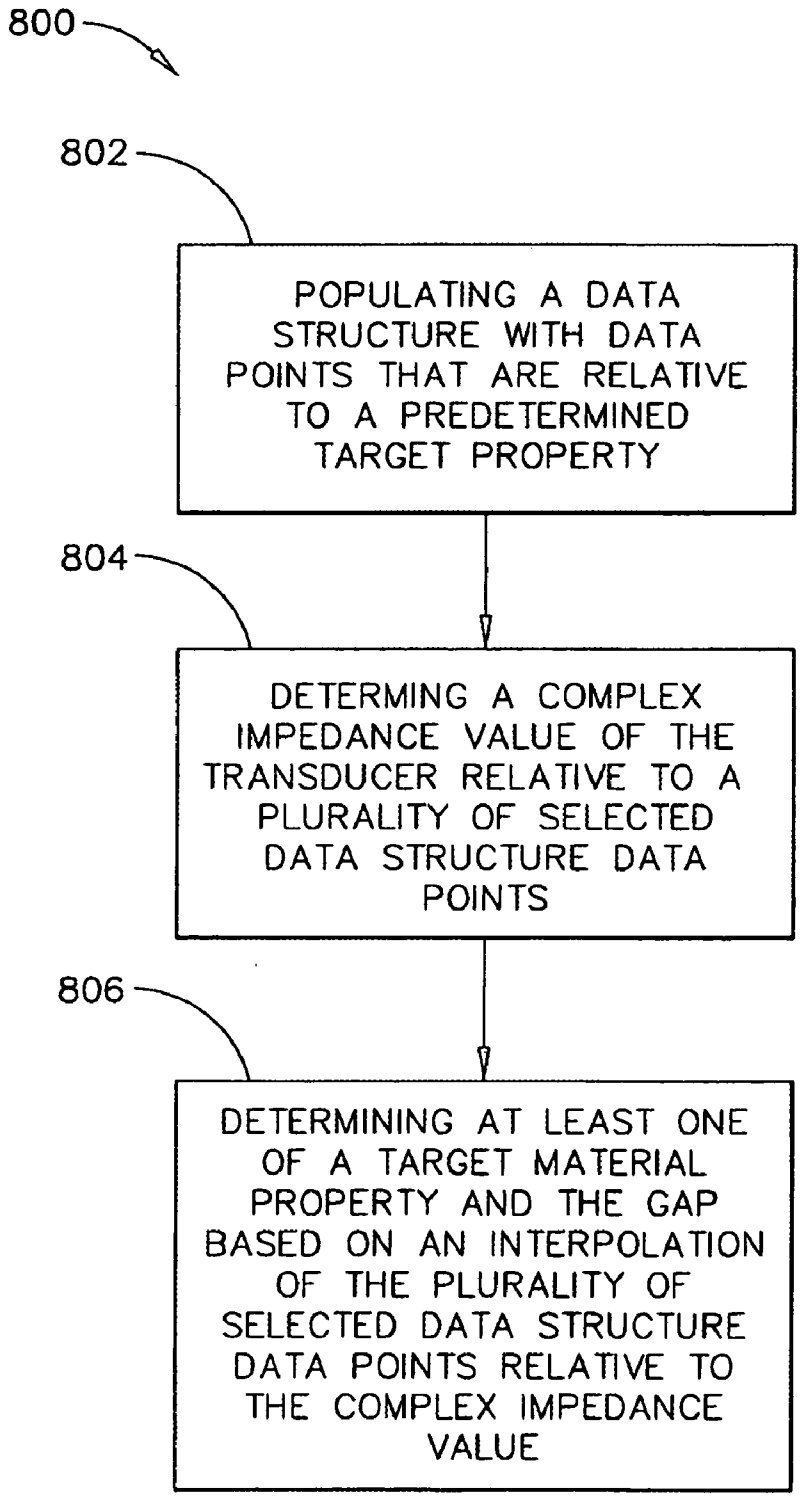 800
802
POPULATING A DATA
STRUCTURE WITH DATA
POINTS THAT ARE RELATIVE
TO A PREDETERMINED
TARGET PROPERTY
804
DETERMING A COMPLEX
IMPEDANCE VALUE OF THE
TRANSDUCER RELATIVE TO A
PLURALITY OF SELECTED
DATA STRUCTURE DATA
POINTS
806
DETERMINING AT LEAST ONE
OF A TARGET MATERIAL
PROPERTY AND THE GAP
BASED ON AN INTERPOLATION
OF THE PLURALITY OF
SELECTED DATA STRUCTURE
DATA POINTS RELATIVE TO
THE COMPLEX IMPEDANCE
VALUE